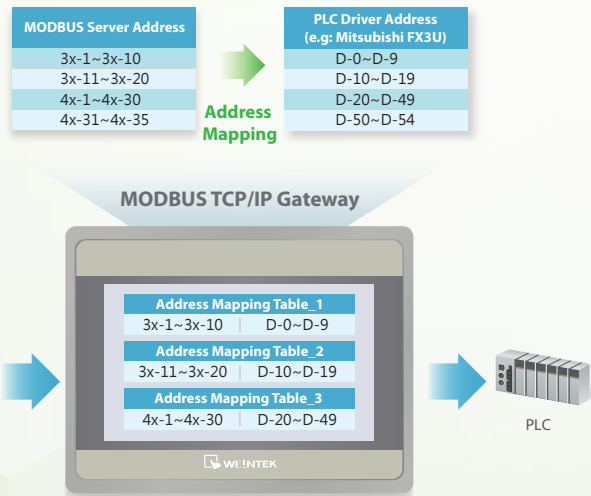 MODBUS Server Address
3x-1~3x-10
3x-11~3x-20
4x-1~4x-30
4x-31~4x-35
Address
Mapping
PLC Driver Address
(e.g: Mitsubishi FX3U)
D-0~D-9
D-10~D-19
D-20~D-49
D-50~D-54
MODBUS TCP/IP Gateway
Address Mapping Table_1
3x-1~3x-10 D-0~D-9
Address Mapping Table_2
3x-11~3x-20 D-10~D-19
Address Mapping Table_3
4x-1~4x-30 D-20~D-49
WEINTEK
PLC